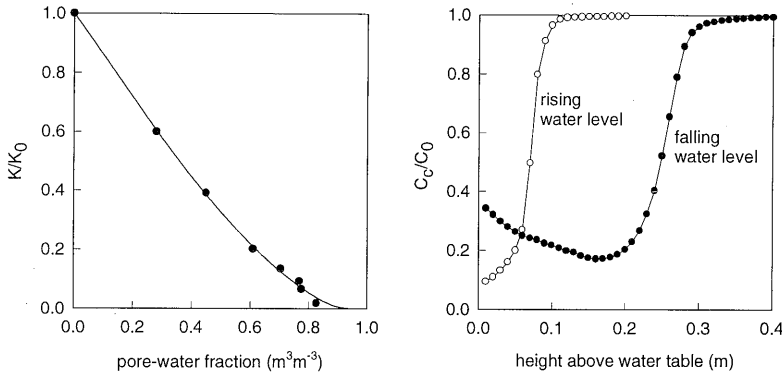 1.0
0.8
0.6
0.4
0.2
0.0
K/K0
0.0 0.2 0.4 0.6 0.8 1.0
pore-water fraction (m³m⁻³)
1.0
0.8
0.6
0.4
0.2
0.0
Cc/C0
rising
water level
falling
water level
0.0 0.1 0.2 0.3 0.4
height above water table (m)